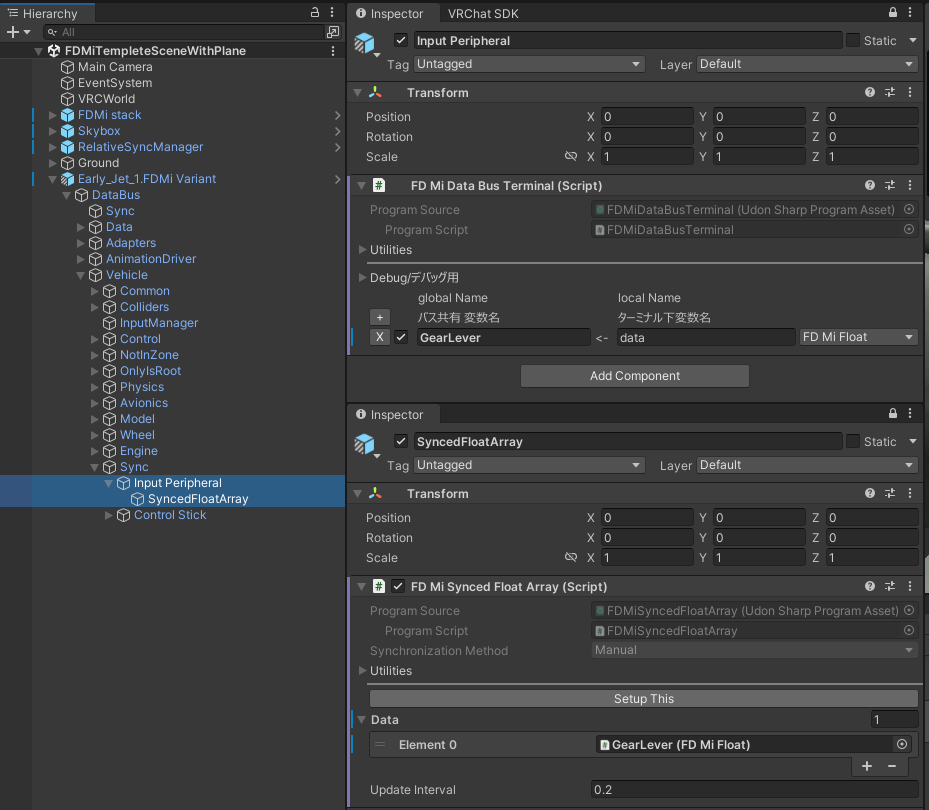 Hierarchy
All
FDMiTempleteSceneWithPlane
Main Camera
EventSystem
VRCWorld
FDMi stack
Skybox
RelativeSyncManager
Ground
Early_Jet_1.FDMi Variant
DataBus
Sync
Data
Adapters
AnimationDriver
Vehicle
Common
Colliders
InputManager
Control
NotInZone
OnlyIsRoot
Physics
Avionics
Model
Wheel
Engine
Sync
Input Peripheral
SyncedFloatArray
Control Stick
Inspector VRChat SDK
Input Peripheral Static
Tag Untagged Layer Default
Transform
Position X 0 Y 0 Z 0
Rotation X 0 Y 0 Z 0
Scale X 1 Y 1 Z 1
# FD Mi Data Bus Terminal (Script)
Program Source FDMiDataBusTerminal (Udon Sharp Program Asset)
Program Script FDMiDataBusTerminal
Utilities
Debug/デバッグ用
global Name local Name
+ バス共有 変数名 ターミナル下変数名
X GearLever <- data FD Mi Float
Add Component
Inspector
SyncedFloatArray Static
Tag Untagged Layer Default
Transform
Position X 0 Y 0 Z 0
Rotation X 0 Y 0 Z 0
Scale X 1 Y 1 Z 1
# FD Mi Synced Float Array (Script)
Program Source FDMiSyncedFloatArray (Udon Sharp Program Asset)
Program Script FDMiSyncedFloatArray
Synchronization Method Manual
Utilities
Setup This
Data 1
Element 0 GearLever (FD Mi Float)
+ −
Update Interval 0.2